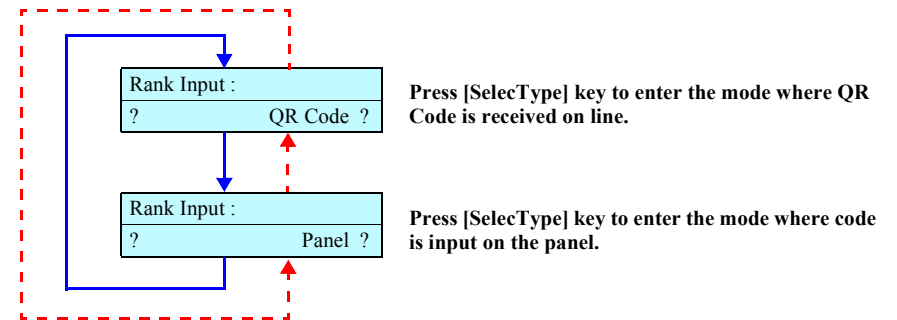 Rank Input :
? QR Code ?
Press [SelecType] key to enter the mode where QR
Code is received on line.
Rank Input :
? Panel ?
Press [SelecType] key to enter the mode where code
is input on the panel.